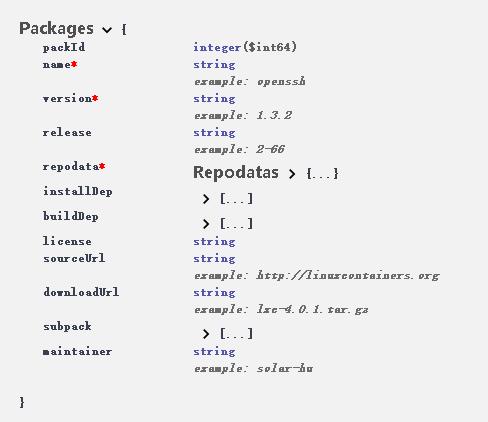 Packages {
packId integer($int64)
name* string
example: openssh
version* string
example: 1.3.2
release string
example: 2-66
repodata* Repodatas > {...}
installDep > [...]
buildDep > [...]
license string
sourceUrl string
example: http://linuxcontainers.org
downloadUrl string
example: lxc-4.0.1.tar.gz
subpack > [...]
maintainer string
example: solar-hu
}